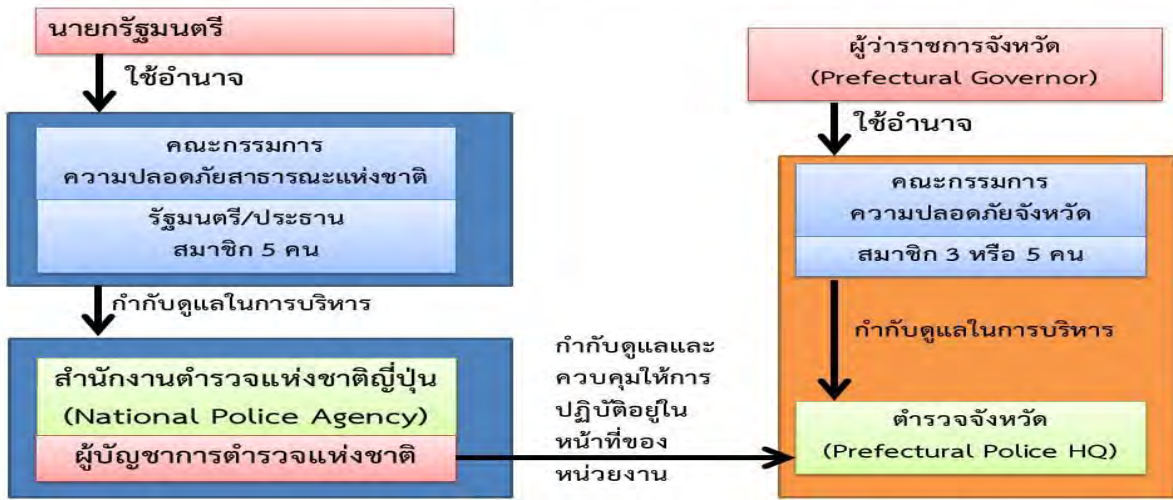 นายกรัฐมนตรี
ใช้อำนาจ
คณะกรรมการ
ความปลอดภัยสาธารณะแห่งชาติ
รัฐมนตรี/ประธาน
สมาชิก 5 คน
กำกับดูแลในการบริหาร
สำนักงานตำรวจแห่งชาติญี่ปุ่น
(National Police Agency)
ผู้บัญชาการตำรวจแห่งชาติ
กำกับดูแลและ
ควบคุมให้การ
ปฏิบัติอยู่ใน
หน้าที่ของ
หน่วยงาน
ผู้ว่าราชการจังหวัด
(Prefectural Governor)
ใช้อำนาจ
คณะกรรมการ
ความปลอดภัยจังหวัด
สมาชิก 3 หรือ 5 คน
กำกับดูแลในการบริหาร
ตำรวจจังหวัด
(Prefectural Police HQ)